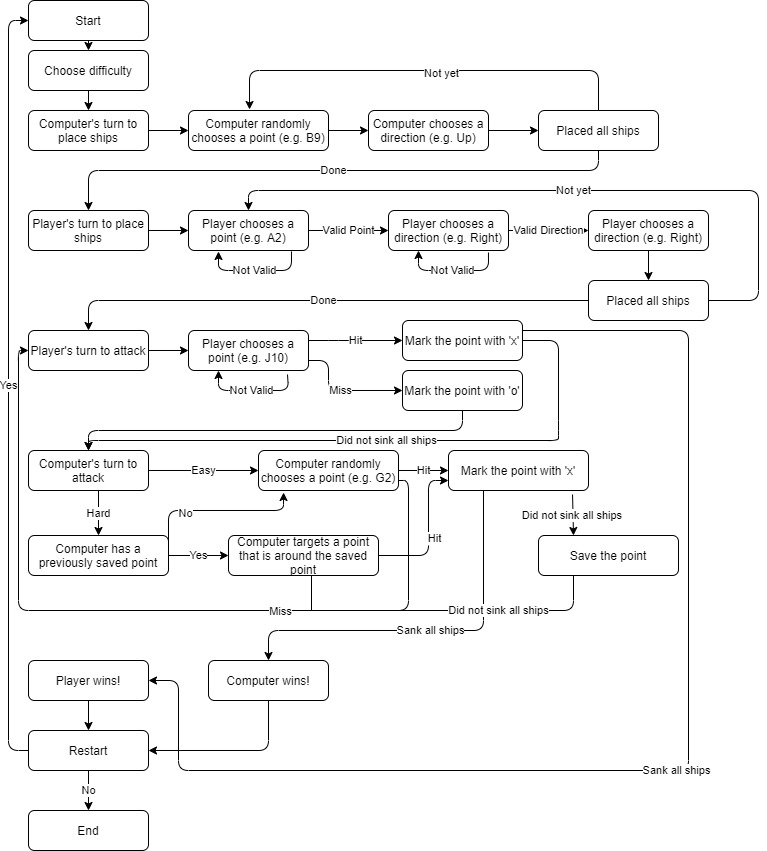 Start
Choose difficulty
Not yet
Computer's turn to
place ships
Computer randomly
chooses a point (e.g. B9)
Computer chooses a
direction (e.g. Up)
Placed all ships
Done
Not yet
Player's turn to place
ships
Player chooses a
point (e.g. A2)
Valid Point
Player chooses a
direction (e.g. Right)
Valid Direction
Player chooses a
direction (e.g. Right)
Not Valid
Not Valid
Done
Placed all ships
Player's turn to attack
Player chooses a
point (e.g. J10)
Hit
Mark the point with 'x'
Yes
Not Valid
Miss
Mark the point with 'o'
Did not sink all ships
Computer's turn to
attack
Easy
Computer randomly
chooses a point (e.g. G2)
Hit
Mark the point with 'x'
Hard
No
Did not sink all ships
Computer has a
previously saved point
Yes
Computer targets a point
that is around the saved
point
Hit
Save the point
Miss
Did not sink all ships
Sank all ships
Player wins!
Computer wins!
Restart
Sank all ships
No
End